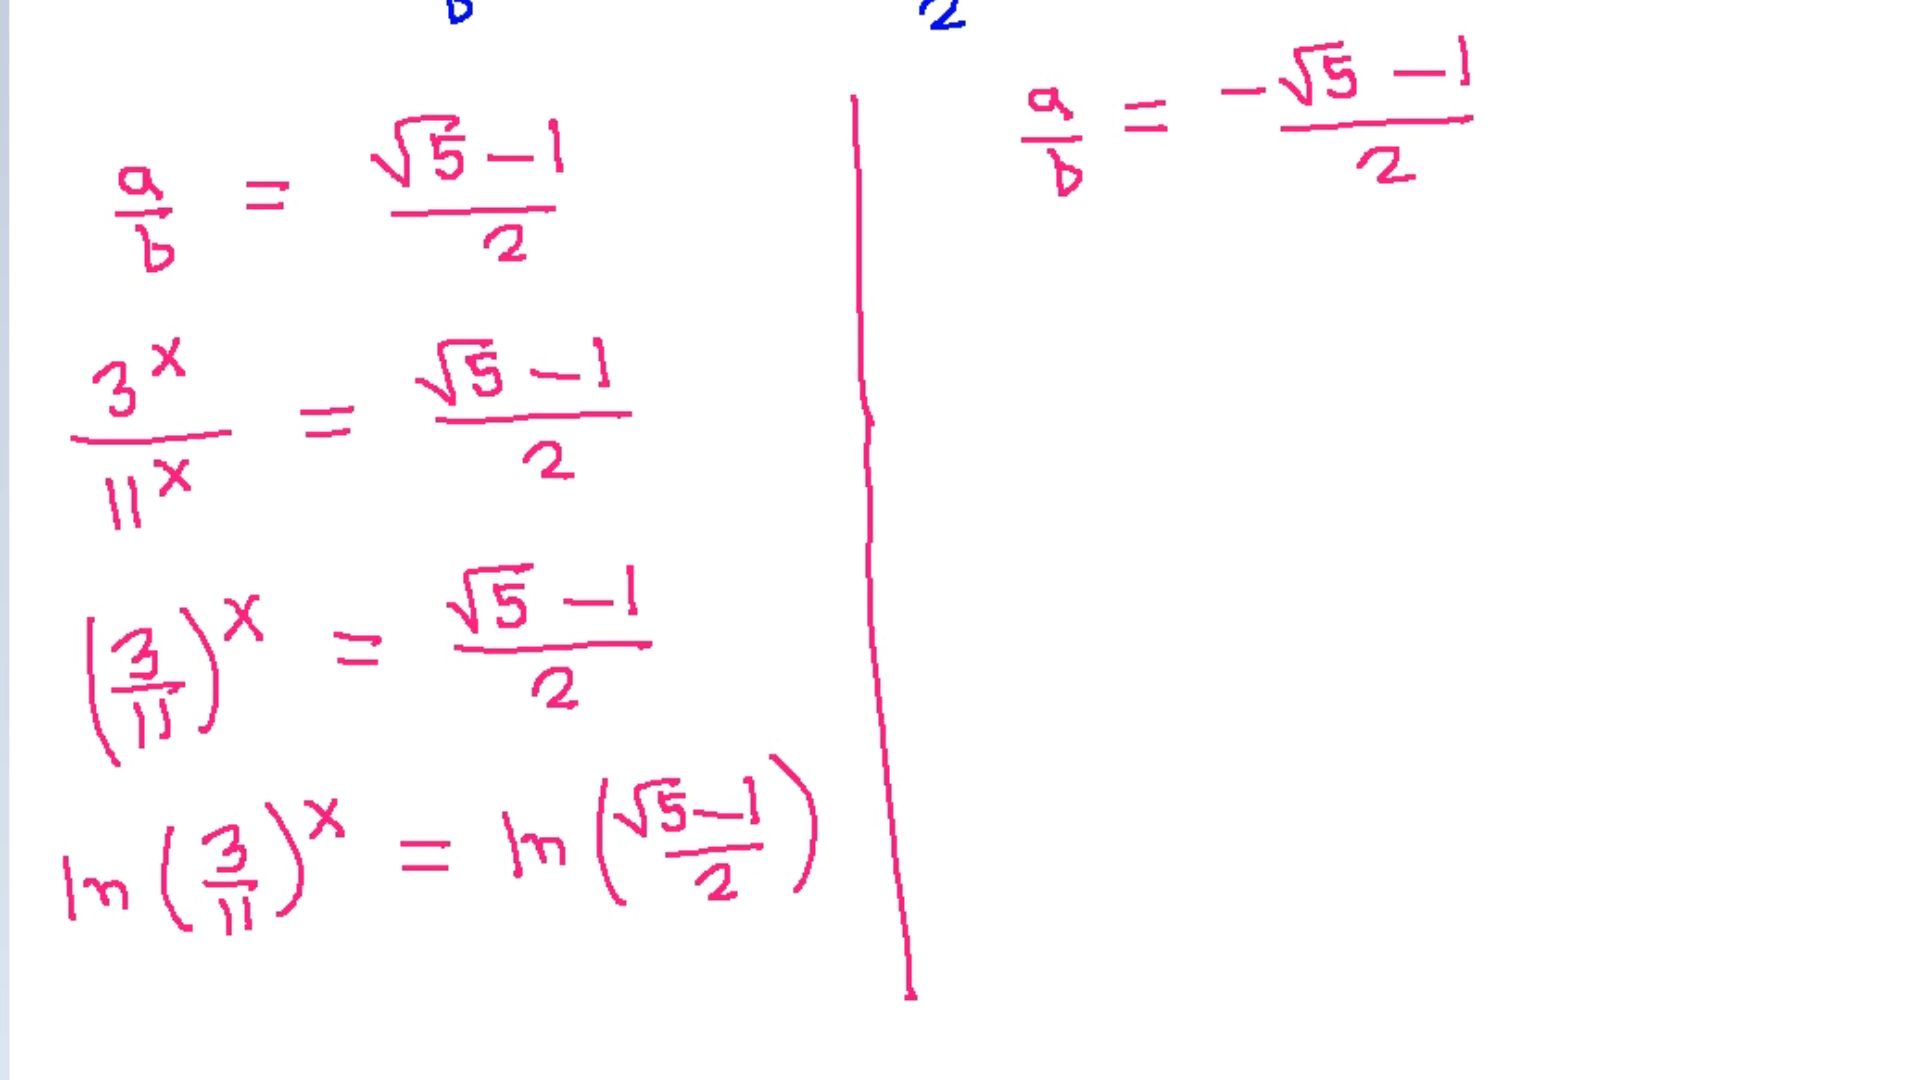 b 2
a/b = (√5 - 1)/2
3^x/11^x = (√5 - 1)/2
(3/11)^x = (√5 - 1)/2
ln(3/11)^x = ln((√5 - 1)/2)
a/b = (-√5 - 1)/2